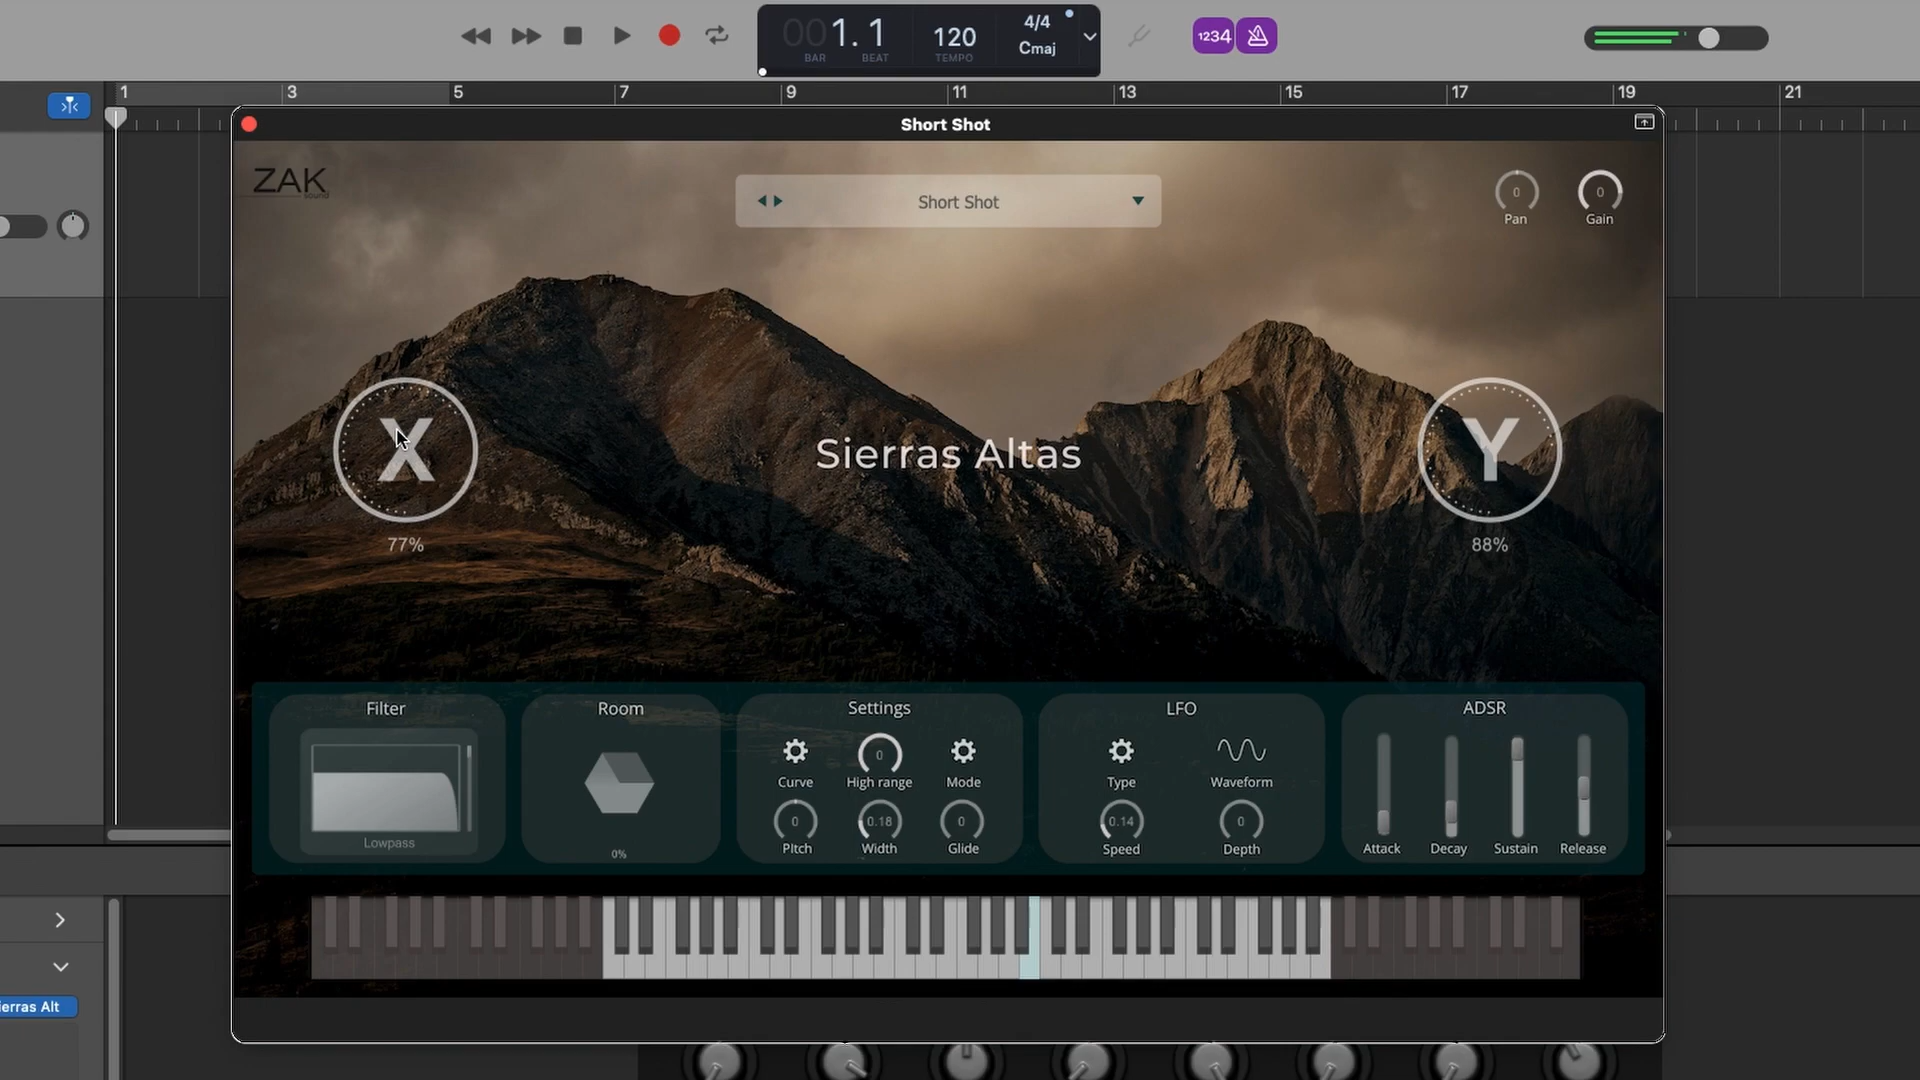 001. 1
BAR
BEAT
120
TEMPO
4/4
Cmaj
1234
1
3
5
7
9
11
13
15
17
19
21
Short Shot
ZAK
sound
Short Shot
0
Pan
0
Gain
X
77%
Sierras Altas
Y
88%
Filter
Lowpass
Room
0%
Settings
Curve
0
High range
Mode
0
Pitch
0.18
Width
0
Glide
LFO
Type
Waveform
0.14
Speed
0
Depth
ADSR
Attack
Decay
Sustain
Release
ierras Alt